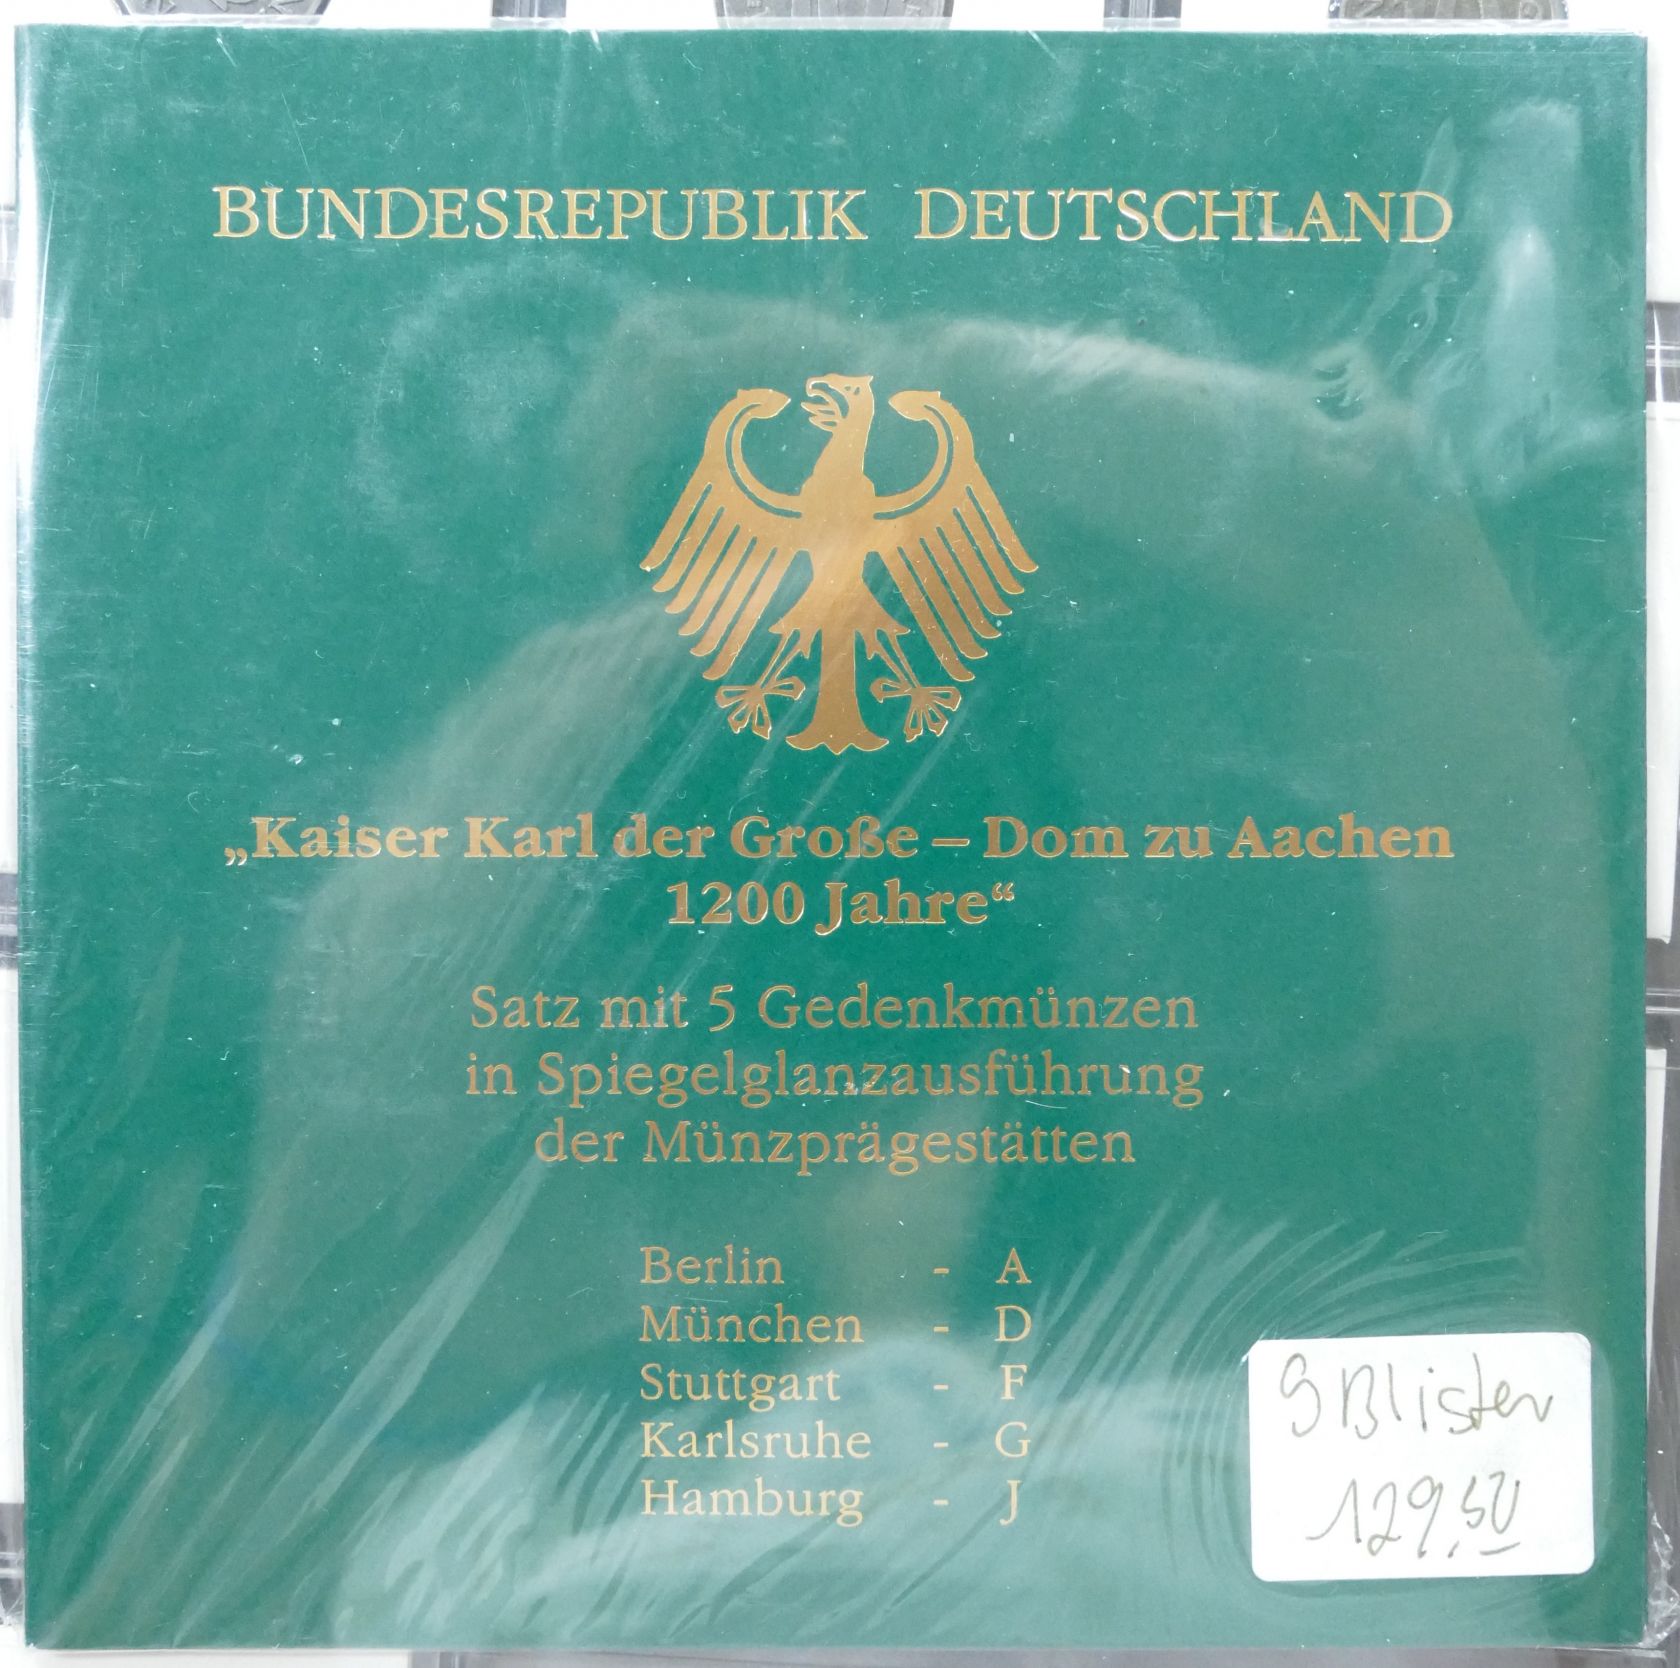 BUNDESREPUBLIK DEUTSCHLAND
„Kaiser Karl der Große – Dom zu Aachen
1200 Jahre“
Satz mit 5 Gedenkmünzen
in Spiegelglanzausführung
der Münzprägestätten
Berlin - A
München - D
Stuttgart - F
Karlsruhe - G
Hamburg - J
9 Blister
129,50